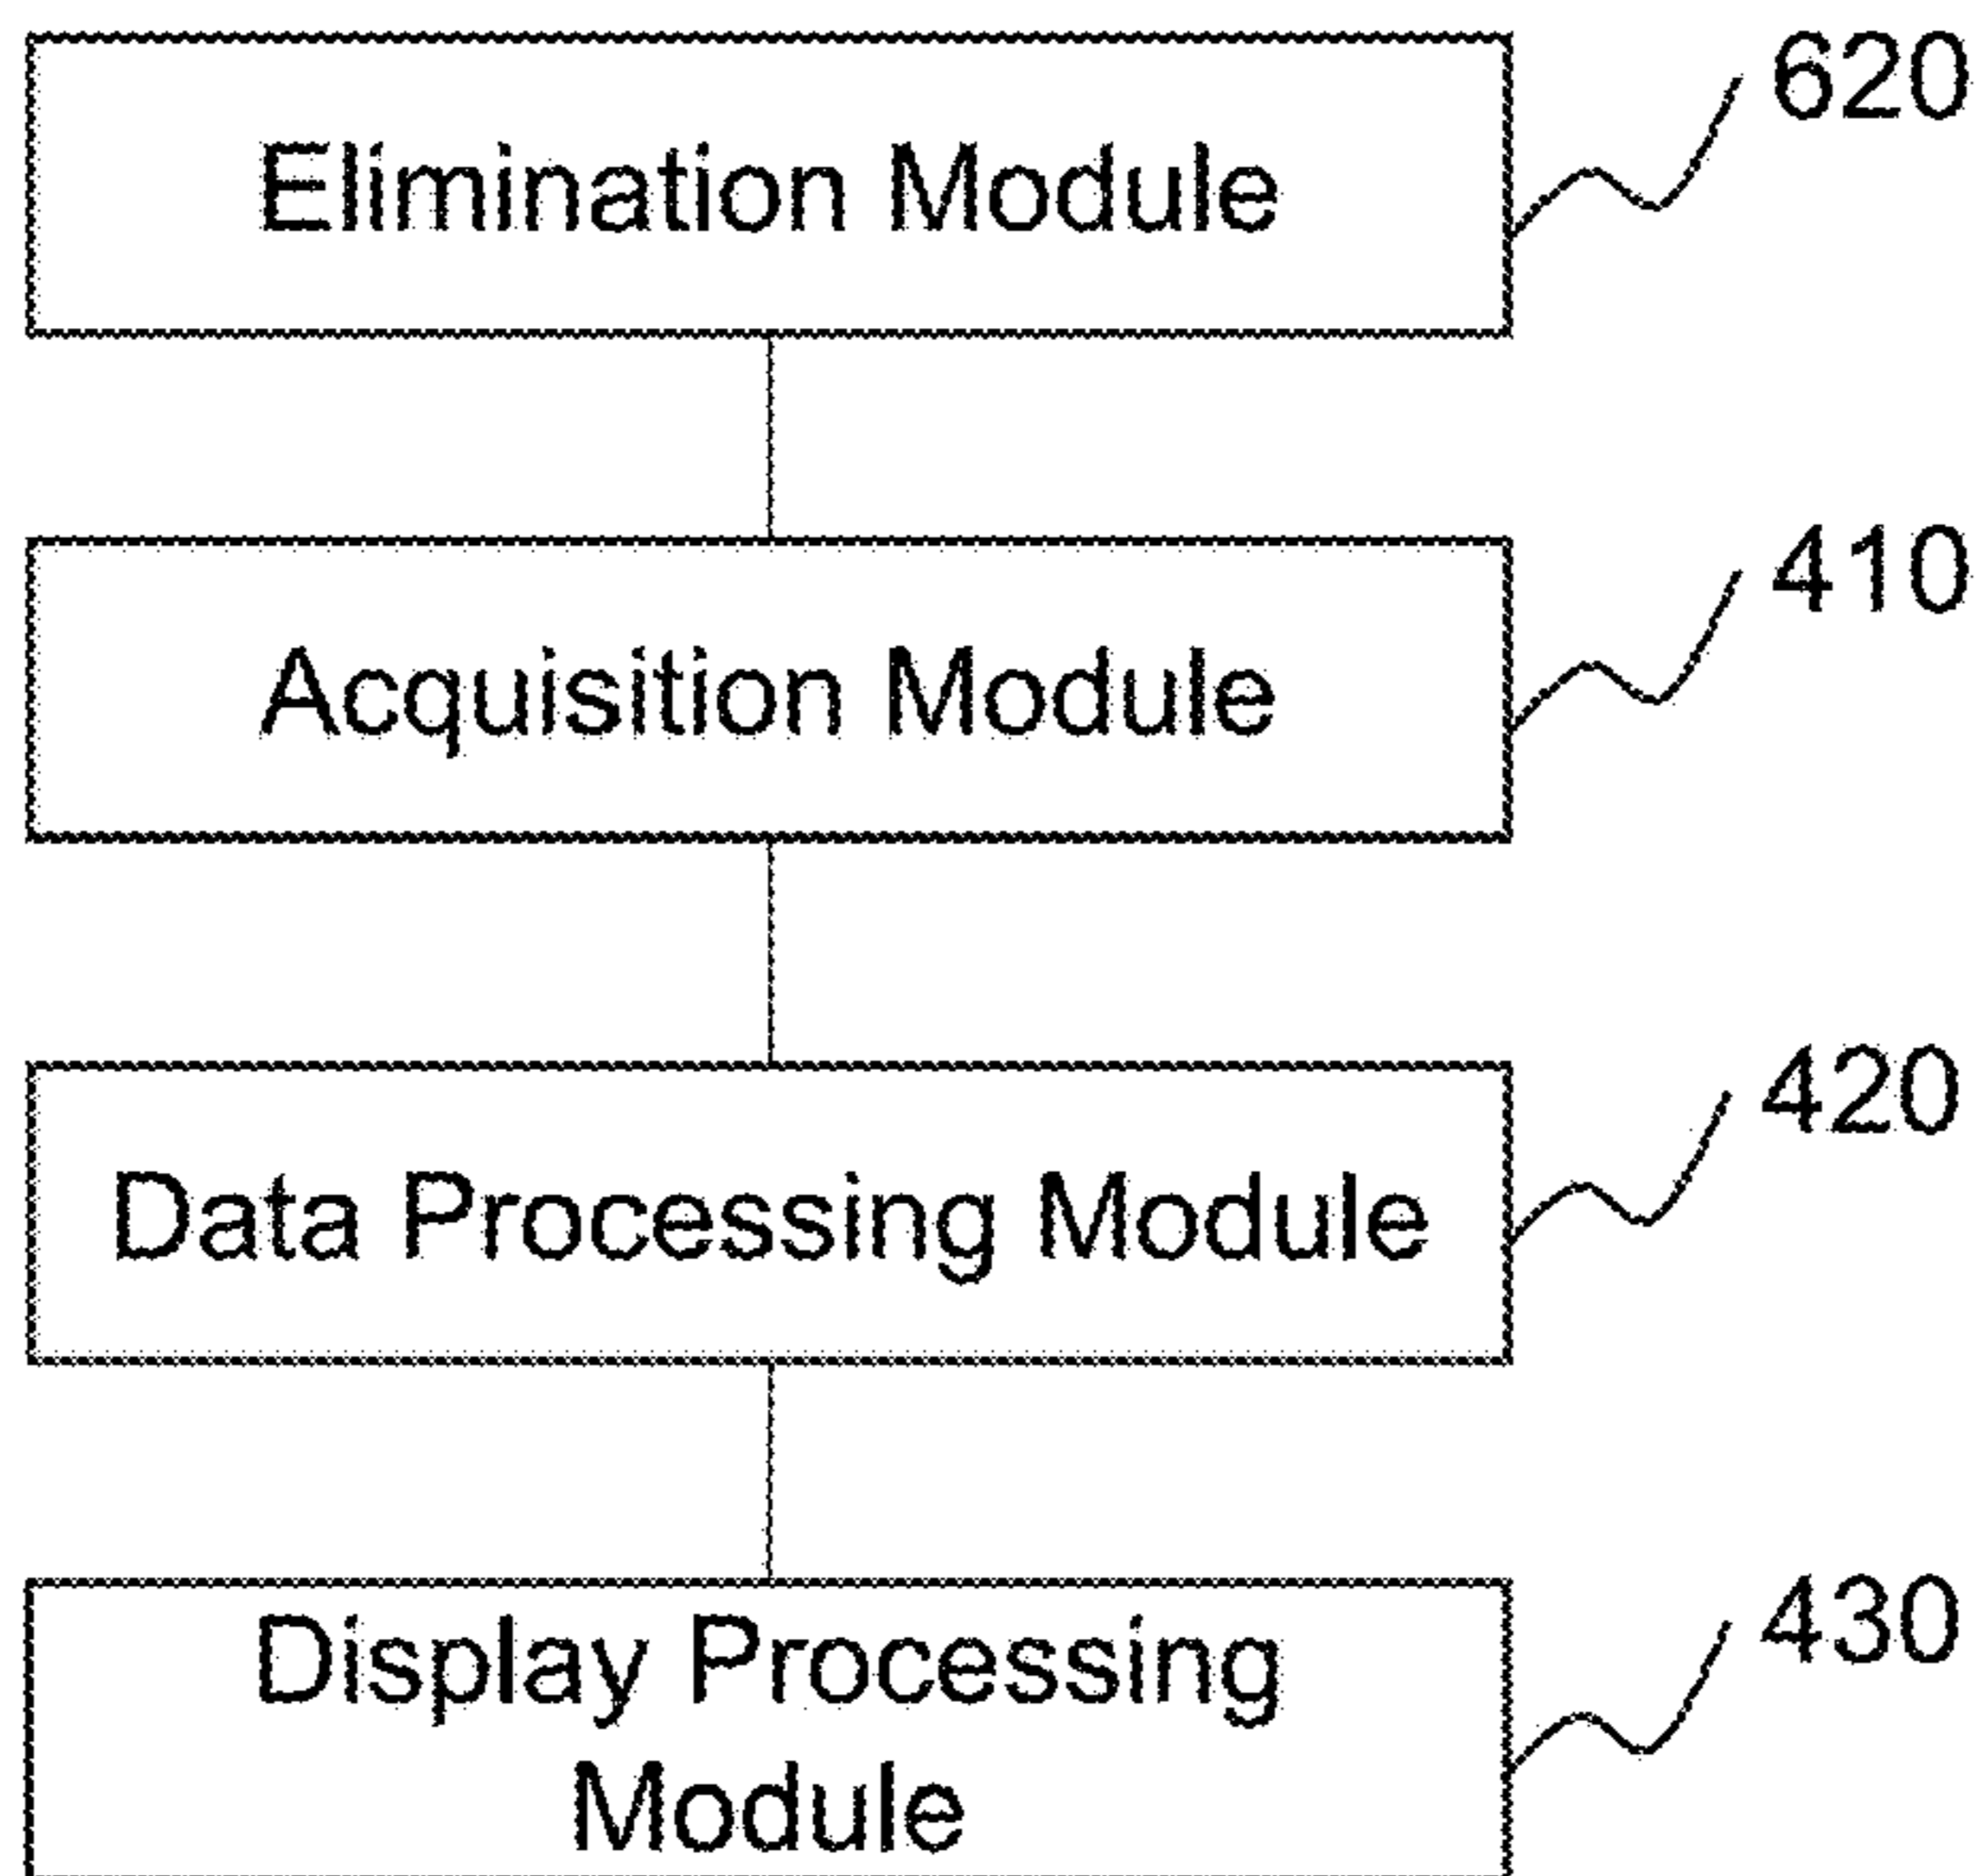 620
Elimination Module
410
Acquisition Module
420
Data Processing Module
430
Display Processing
Module